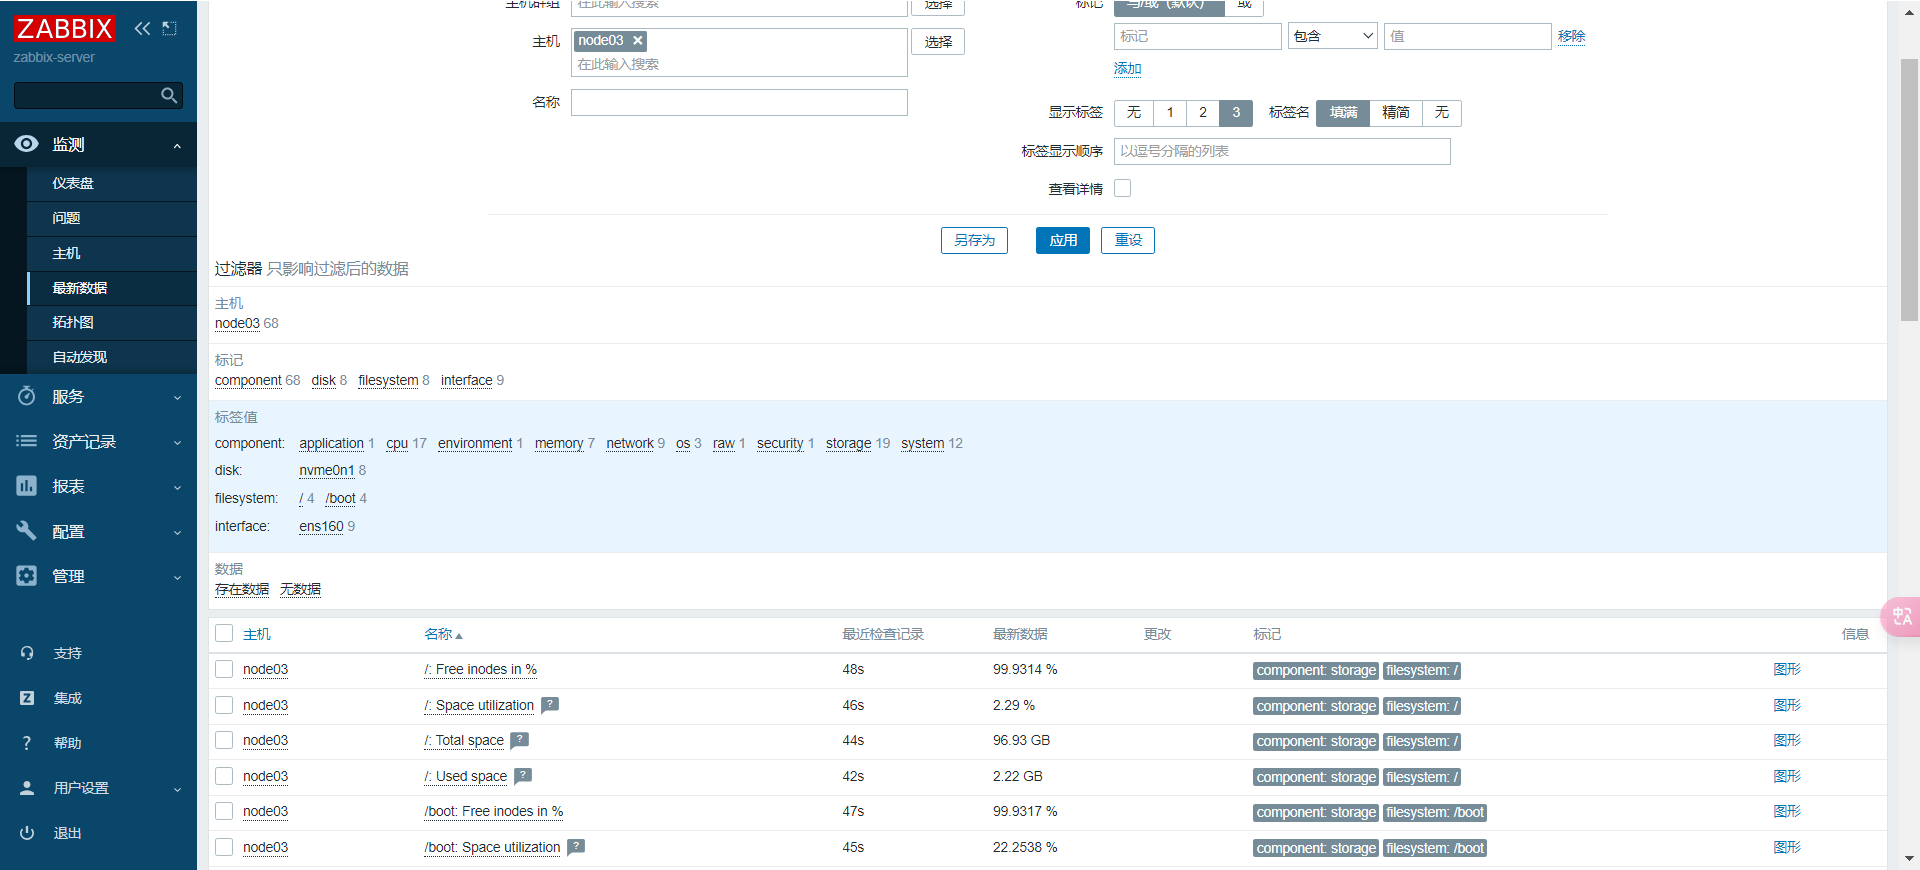 ZABBIX
zabbix-server
监测
仪表盘
问题
主机
最新数据
拓扑图
自动发现
服务
资产记录
报表
配置
管理
支持
集成
帮助
用户设置
退出
主机群组 在此输入搜索 选择
主机 node03 选择
在此输入搜索
名称
标记 与/或（默认） 或
标记 包含 值 移除
添加
显示标签 无 1 2 3 标签名 填满 精简 无
标签显示顺序 以逗号分隔的列表
查看详情
另存为 应用 重设
过滤器 只影响过滤后的数据
主机
node03 68
标记
component 68 disk 8 filesystem 8 interface 9
标签值
component: application 1 cpu 17 environment 1 memory 7 network 9 os 3 raw 1 security 1 storage 19 system 12
disk: nvme0n1 8
filesystem: / 4 /boot 4
interface: ens160 9
数据
存在数据 无数据
主机 名称 最近检查记录 最新数据 更改 标记 信息
node03 /: Free inodes in % 48s 99.9314 % component: storage filesystem: / 图形
node03 /: Space utilization ? 46s 2.29 % component: storage filesystem: / 图形
node03 /: Total space ? 44s 96.93 GB component: storage filesystem: / 图形
node03 /: Used space ? 42s 2.22 GB component: storage filesystem: / 图形
node03 /boot: Free inodes in % 47s 99.9317 % component: storage filesystem: /boot 图形
node03 /boot: Space utilization ? 45s 22.2538 % component: storage filesystem: /boot 图形